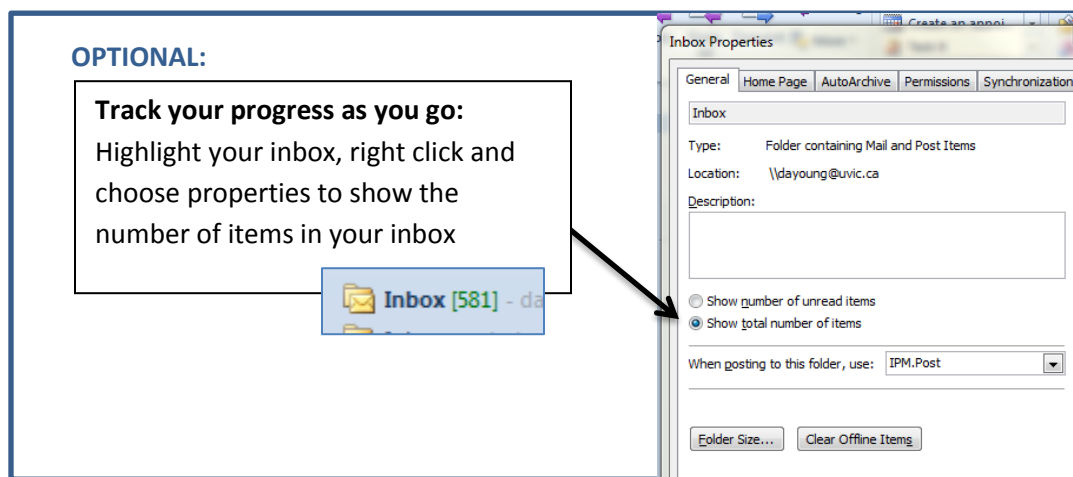 OPTIONAL:
Track your progress as you go:
Highlight your inbox, right click and
choose properties to show the
number of items in your inbox
Inbox [581] - da
Create an appoi...
Inbox Properties
General Home Page AutoArchive Permissions Synchronization
Inbox
Type: Folder containing Mail and Post Items
Location: \\dayoung@uvic.ca
Description:
Show number of unread items
Show total number of items
When posting to this folder, use: IPM.Post
Folder Size... Clear Offline Items